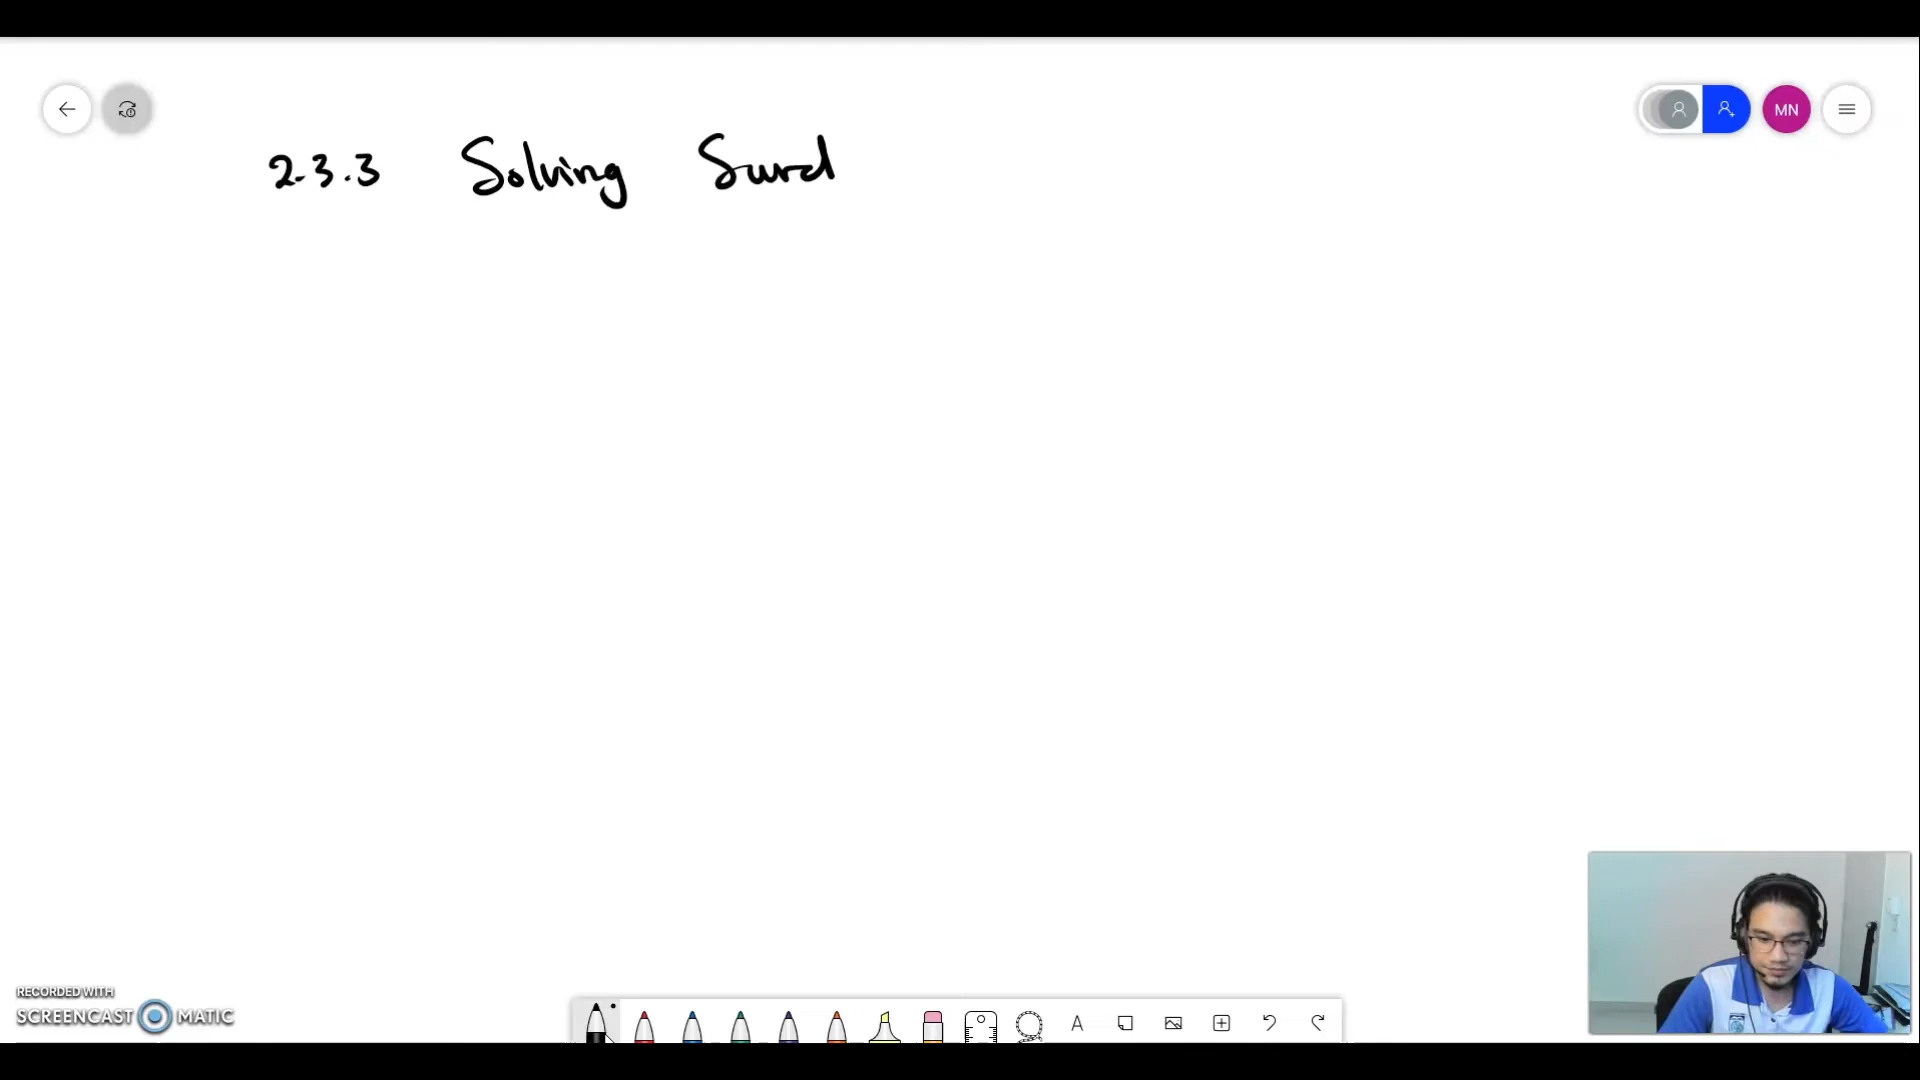 MN
2.3.3 Solving Surd
RECORDED WITH
SCREENCAST MATIC
A